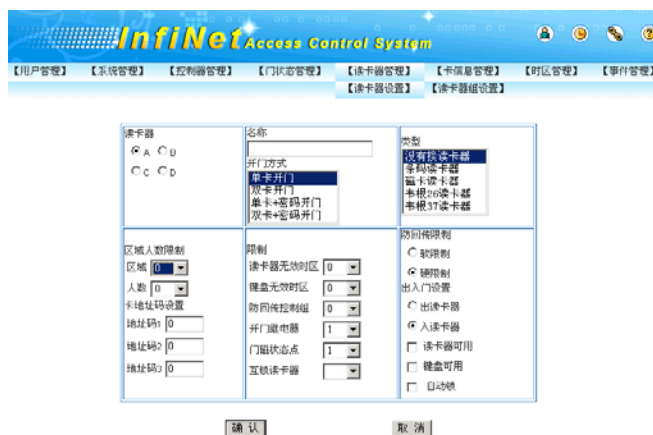 InfiNet Access Control System
【用户管理】 【系统管理】 【控制器管理】 【门状态管理】 【读卡器管理】 【卡信息管理】 【时区管理】 【事件管理】
【读卡器设置】 【读卡器组设置】
读卡器
A B
C D
名称
开门方式
单卡开门
双卡开门
单卡+密码开门
双卡+密码开门
类型
没有接读卡器
条码读卡器
磁卡读卡器
韦根26读卡器
韦根37读卡器
区域人数限制
区域 0
人数 0
卡地址码设置
地址码1 0
地址码2 0
地址码3 0
限制
读卡器无效时区 0
键盘无效时区 0
防回传控制组 0
开门继电器 1
门磁状态点 1
互锁读卡器
防回传限制
软限制
硬限制
出入门设置
出读卡器
入读卡器
读卡器可用
键盘可用
自动锁
确 认 取 消